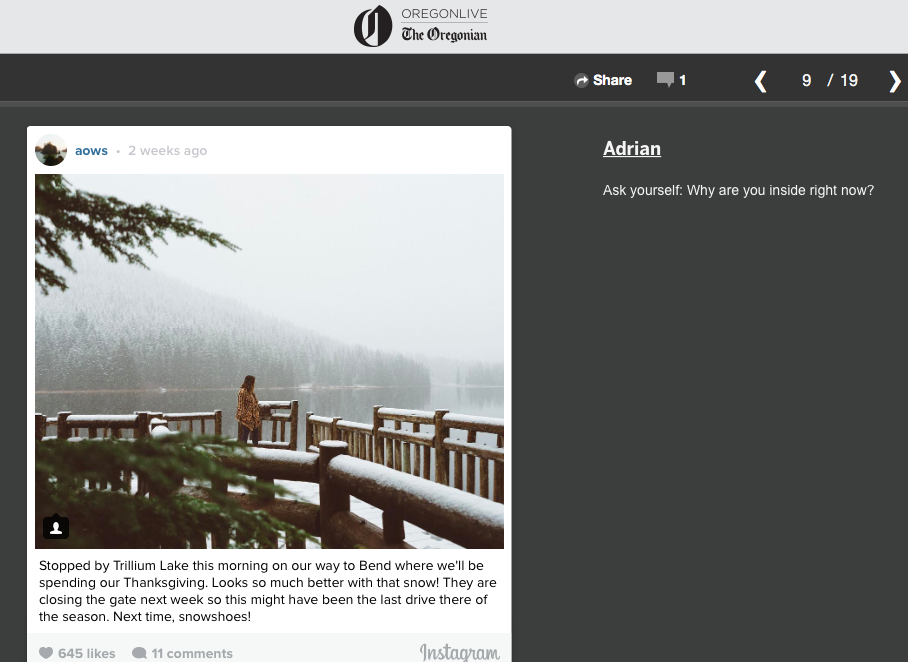 OREGONLIVE
The Oregonian
Share
1
9 / 19
aows • 2 weeks ago
Adrian
Ask yourself: Why are you inside right now?
Stopped by Trillium Lake this morning on our way to Bend where we'll be
spending our Thanksgiving. Looks so much better with that snow! They are
closing the gate next week so this might have been the last drive there of
the season. Next time, snowshoes!
645 likes 11 comments
Instagram